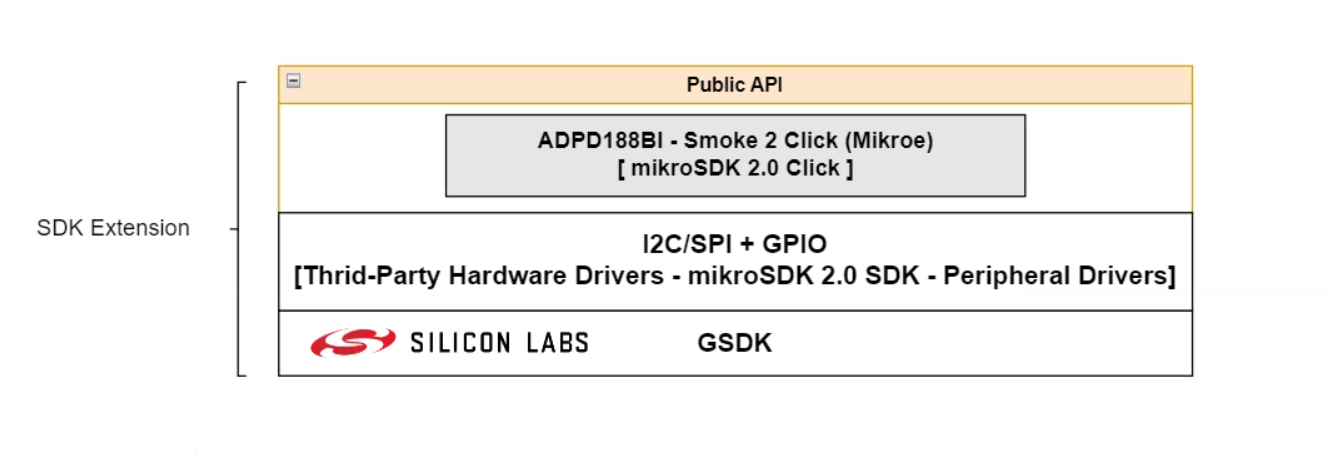 Public API
ADPD188BI - Smoke 2 Click (Mikroe)
[ mikroSDK 2.0 Click ]
SDK Extension
I2C/SPI + GPIO
[Thrid-Party Hardware Drivers - mikroSDK 2.0 SDK - Peripheral Drivers]
SILICON LABS GSDK